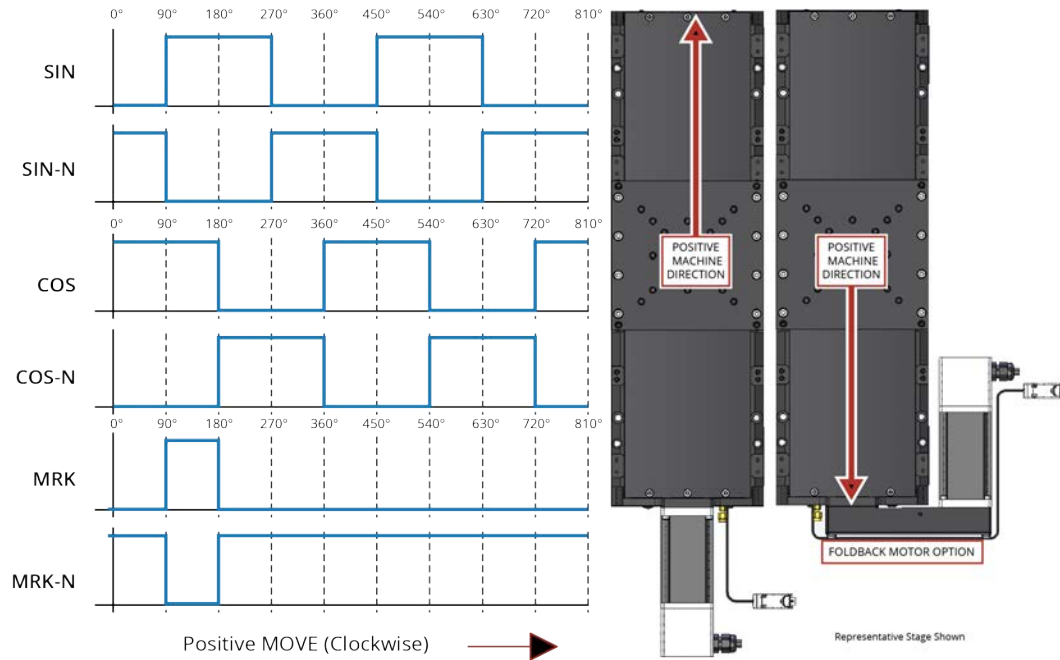 0° 90° 180° 270° 360° 450° 540° 630° 720° 810°
SIN
SIN-N
0° 90° 180° 270° 360° 450° 540° 630° 720° 810°
COS
COS-N
0° 90° 180° 270° 360° 450° 540° 630° 720° 810°
MRK
MRK-N
Positive MOVE (Clockwise)
POSITIVE
MACHINE
DIRECTION
POSITIVE
MACHINE
DIRECTION
FOLDBACK MOTOR OPTION
Representative Stage Shown